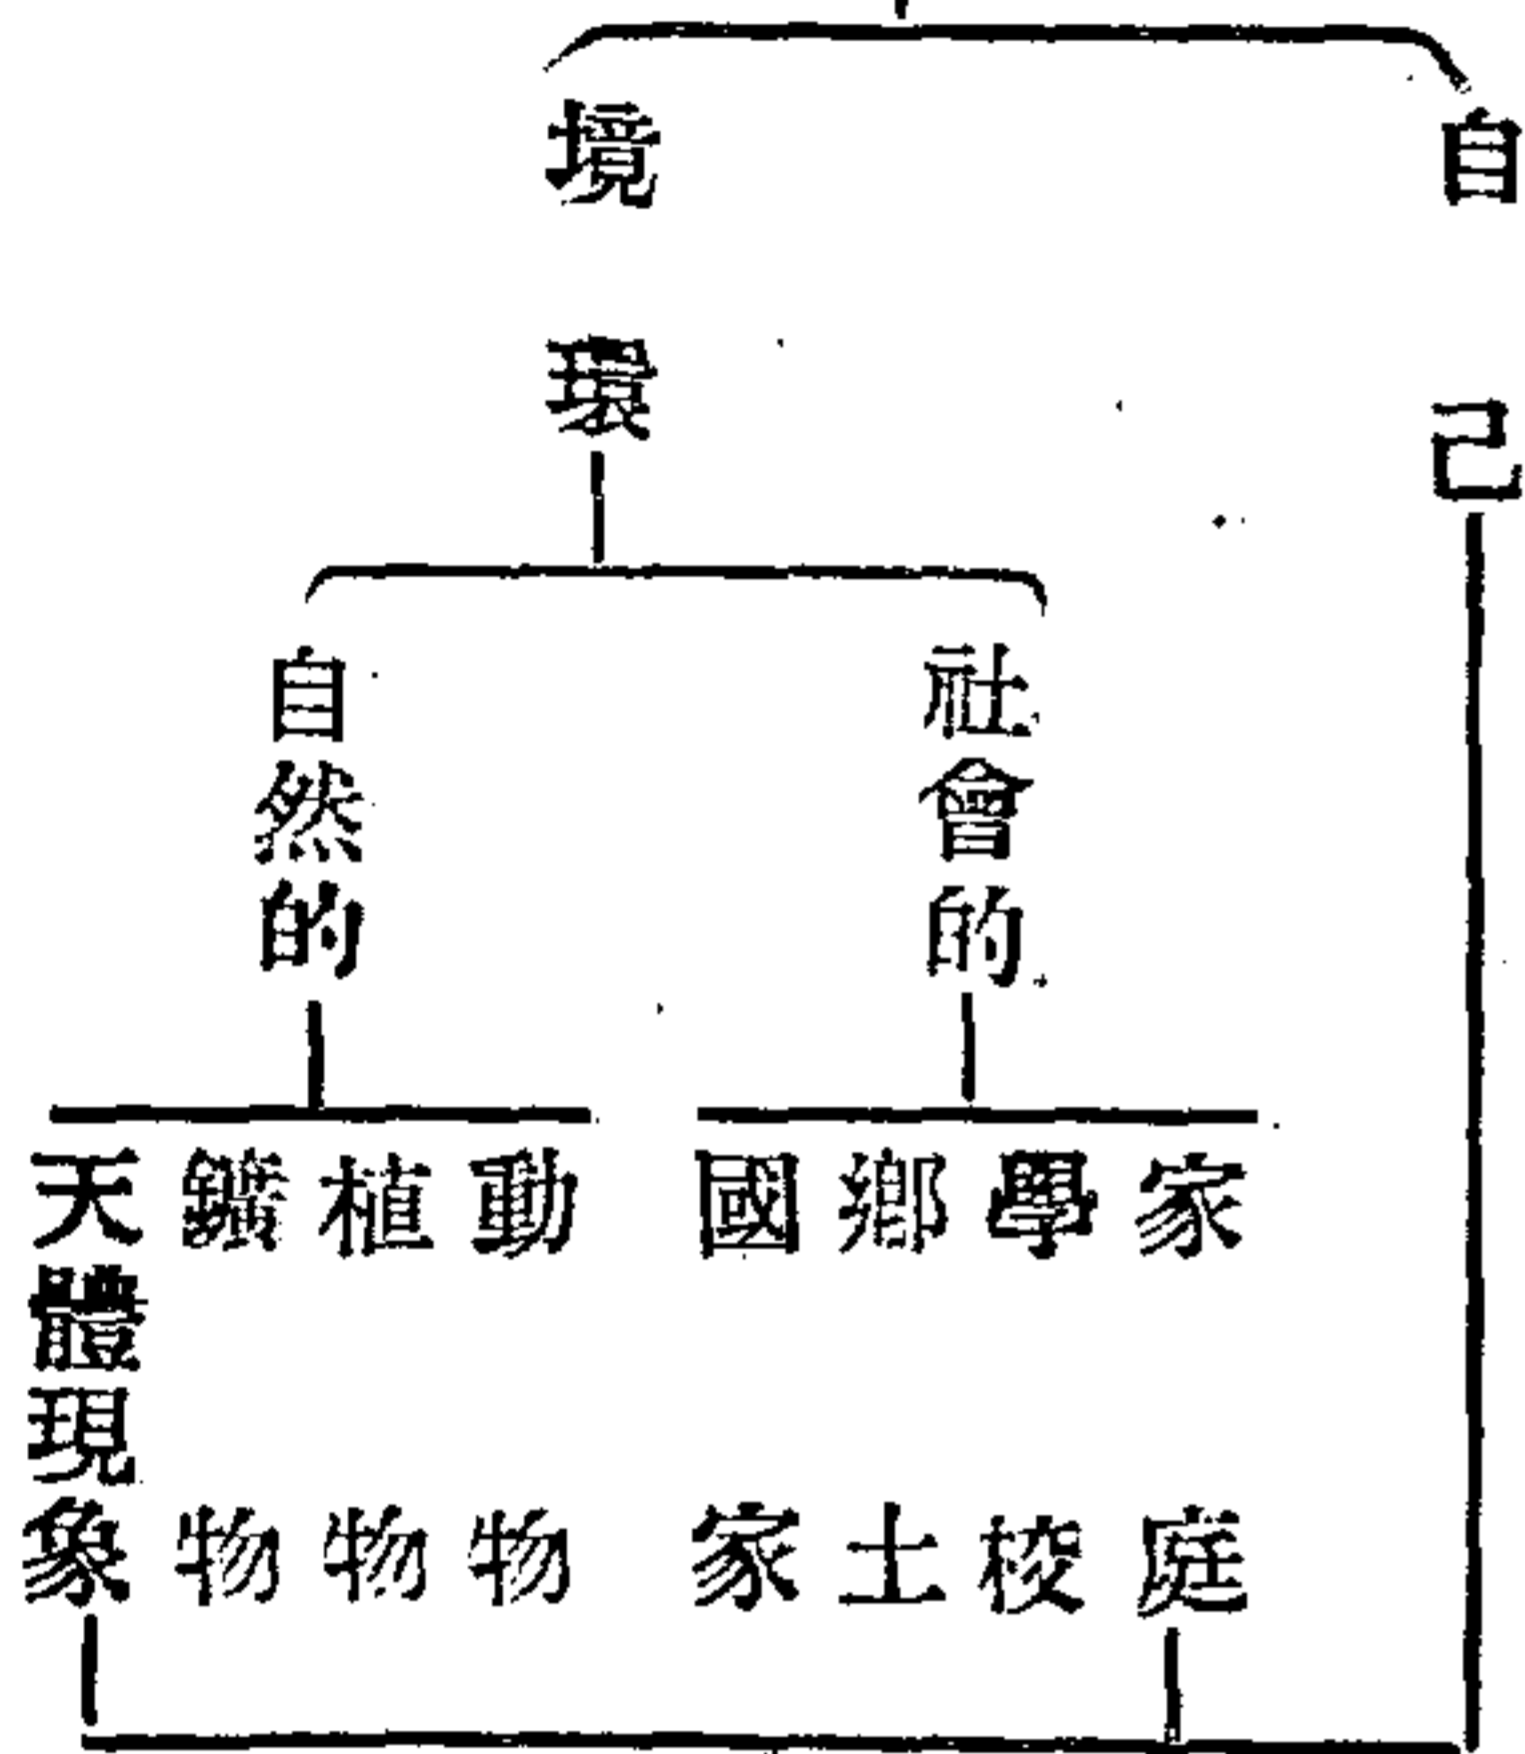 自己
境環
社會的
自然的
家庭
學校
鄉土
國家
動物
植物
鑛物
天體現象